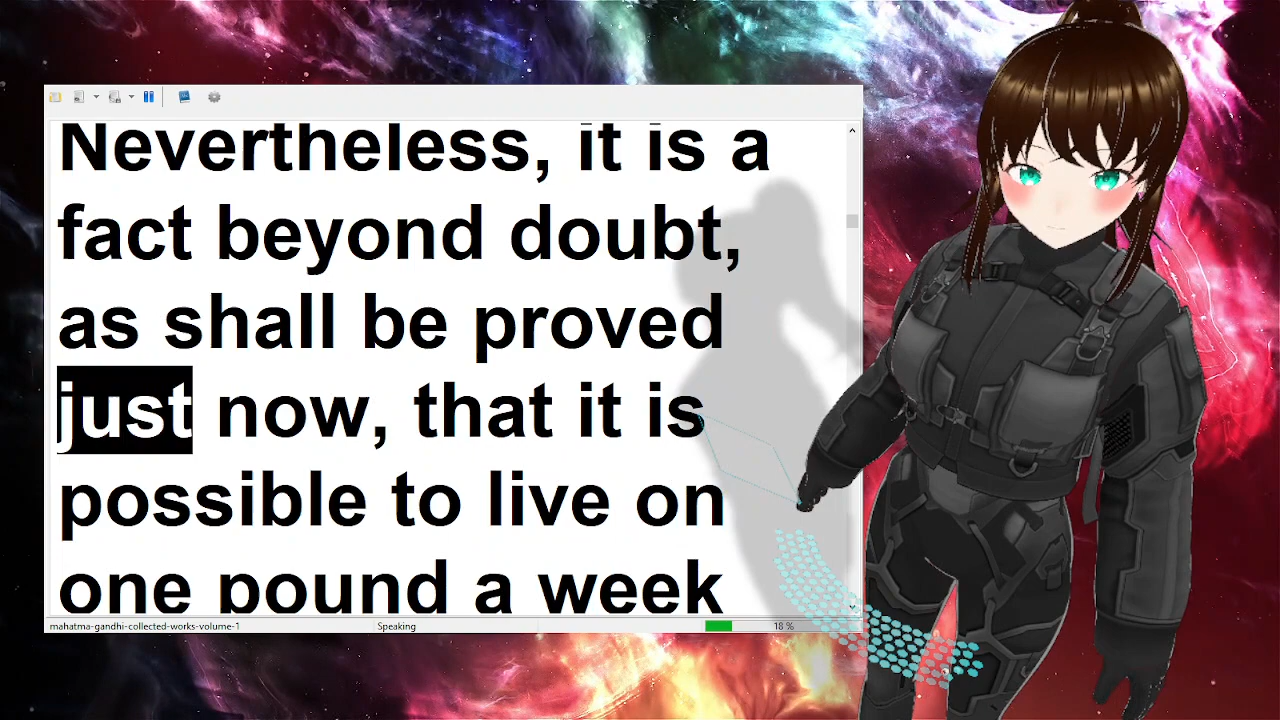 Nevertheless, it is a
fact beyond doubt,
as shall be proved
just now, that it is
possible to live on
one pound a week
mahatma-gandhi-collected-works-volume-1 Speaking 18 %